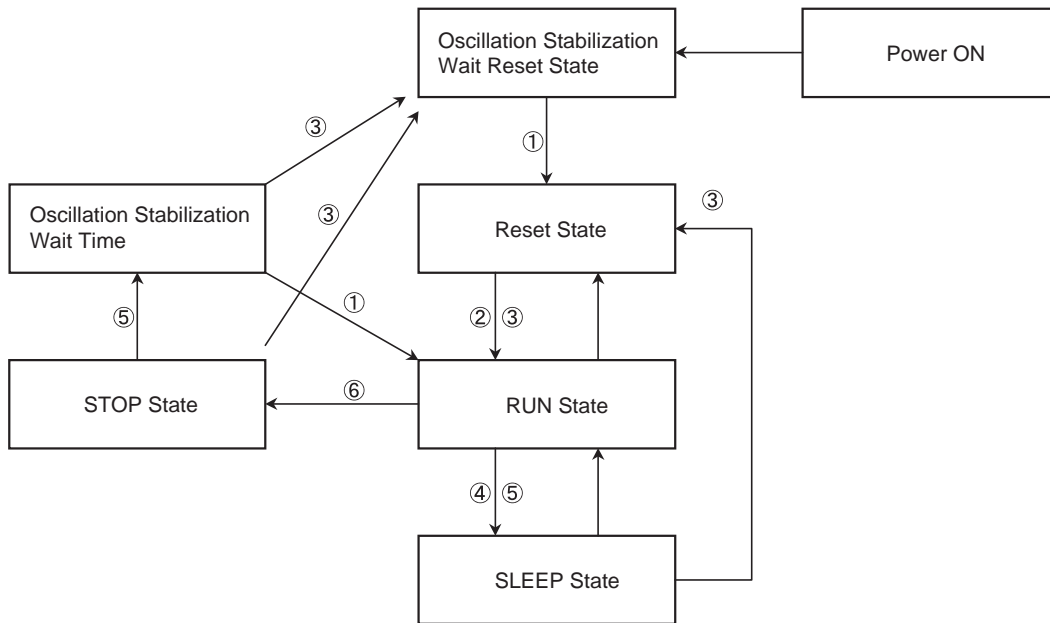 Oscillation Stabilization
Wait Reset State
Power ON
③
①
Oscillation Stabilization
Wait Time
③
Reset State
③
⑤
①
② ③
STOP State
⑥
RUN State
④ ⑤
SLEEP State